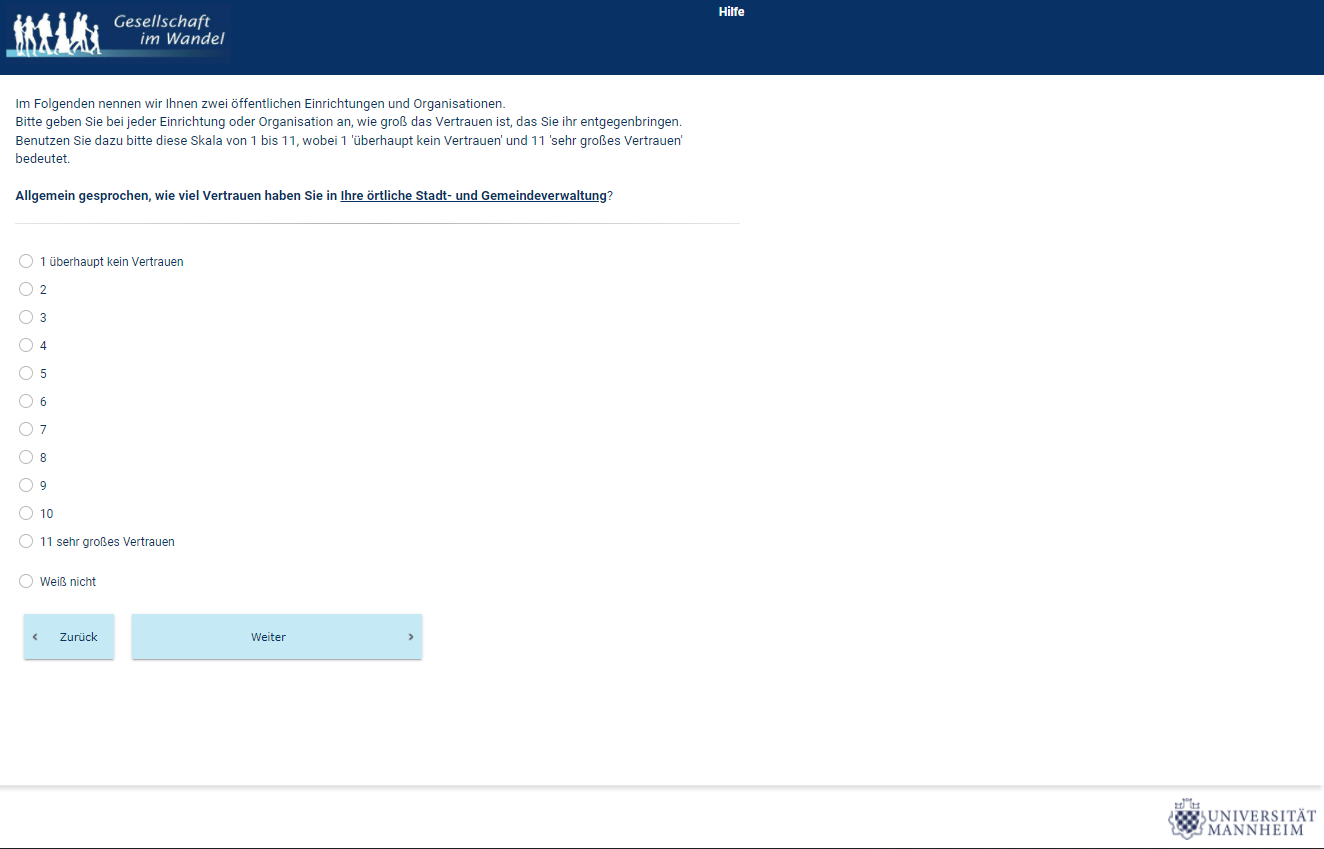 Gesellschaft
im Wandel
Hilfe
Im Folgenden nennen wir Ihnen zwei öffentlichen Einrichtungen und Organisationen.
Bitte geben Sie bei jeder Einrichtung oder Organisation an, wie groß das Vertrauen ist, das Sie ihr entgegenbringen.
Benutzen Sie dazu bitte diese Skala von 1 bis 11, wobei 1 'überhaupt kein Vertrauen' und 11 'sehr großes Vertrauen'
bedeutet.
Allgemein gesprochen, wie viel Vertrauen haben Sie in Ihre örtliche Stadt- und Gemeindeverwaltung?
1 überhaupt kein Vertrauen
2
3
4
5
6
7
8
9
10
11 sehr großes Vertrauen
Weiß nicht
Zurück
Weiter
UNIVERSITÄT
MANNHEIM